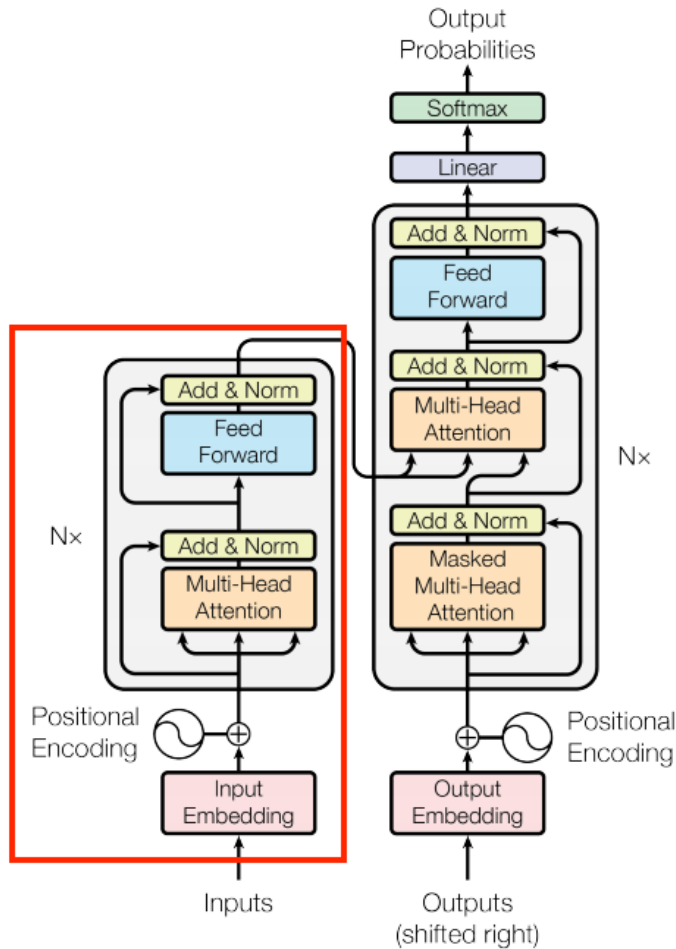 Output
Probabilities
Softmax
Linear
Add & Norm
Feed
Forward
Add & Norm
Multi-Head
Attention
Add & Norm
Masked
Multi-Head
Attention
N×
Add & Norm
Feed
Forward
N×
Add & Norm
Multi-Head
Attention
Positional
Encoding
Positional
Encoding
Input
Embedding
Output
Embedding
Inputs
Outputs
(shifted right)